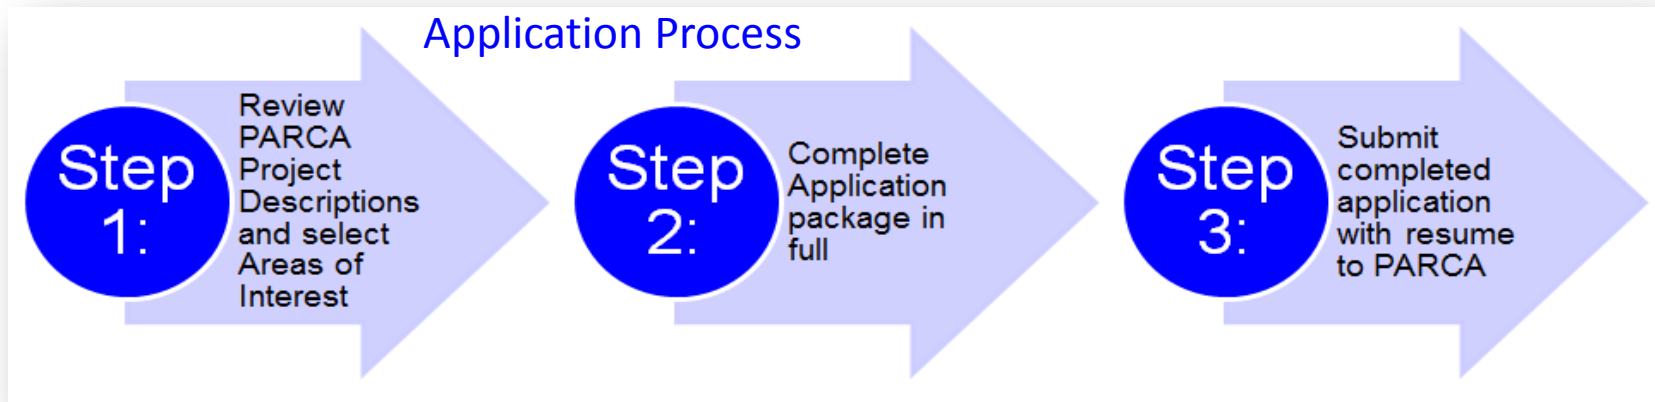 Application Process
Step
1:
Review
PARCA
Project
Descriptions
and select
Areas of
Interest
Step
2:
Complete
Application
package in
full
Step
3:
Submit
completed
application
with resume
to PARCA